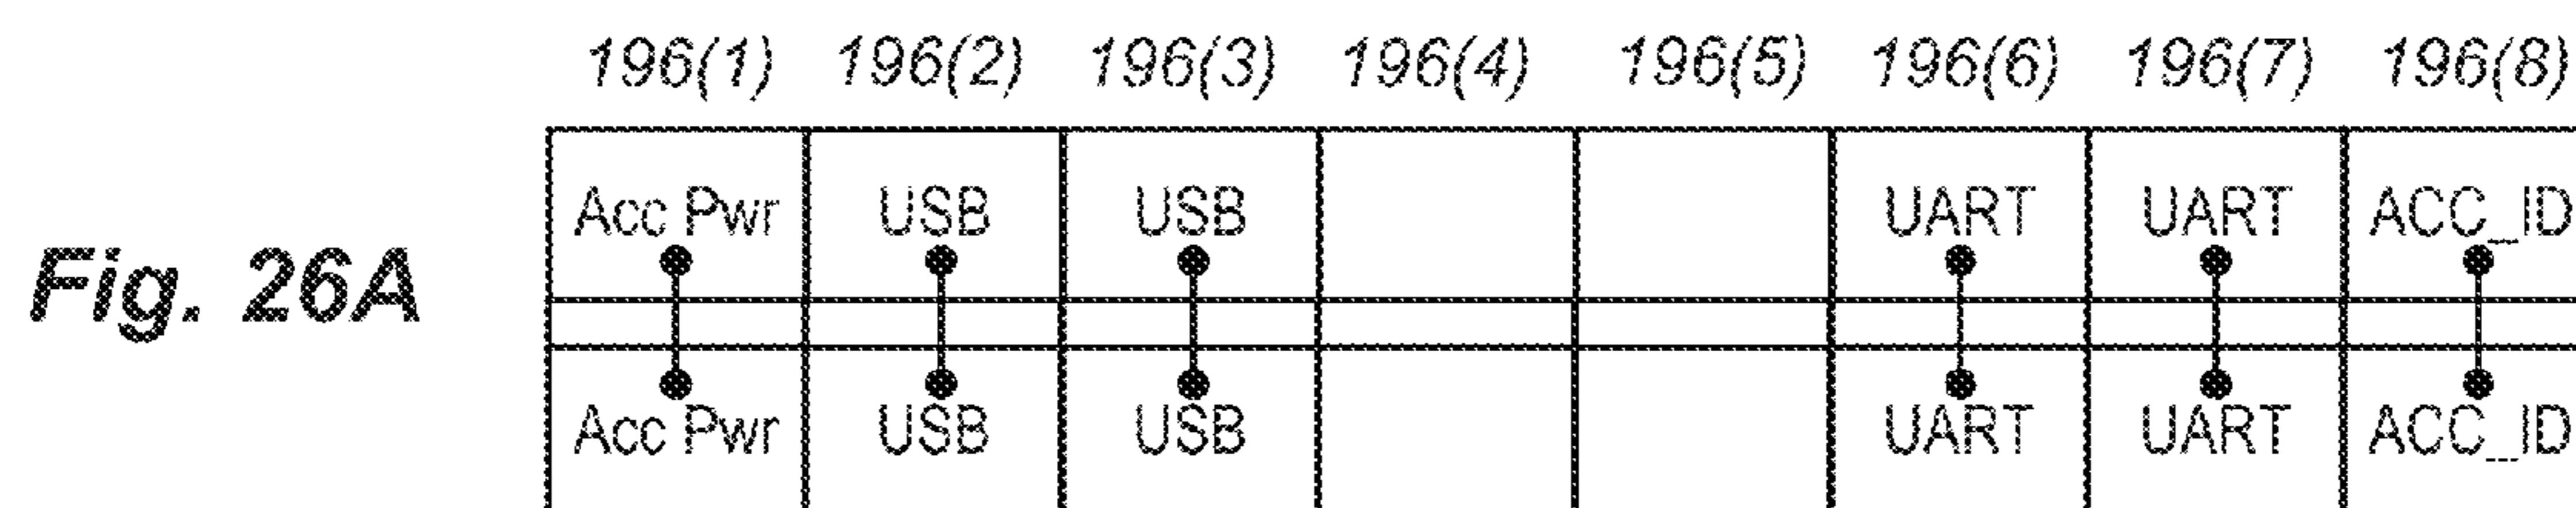 196(1) 196(2) 196(3) 196(4) 196(5) 196(6) 196(7) 196(8)
Acc Pwr USB USB UART UART ACC_ID
Fig. 26A
Acc Pwr USB USB UART UART ACC_ID